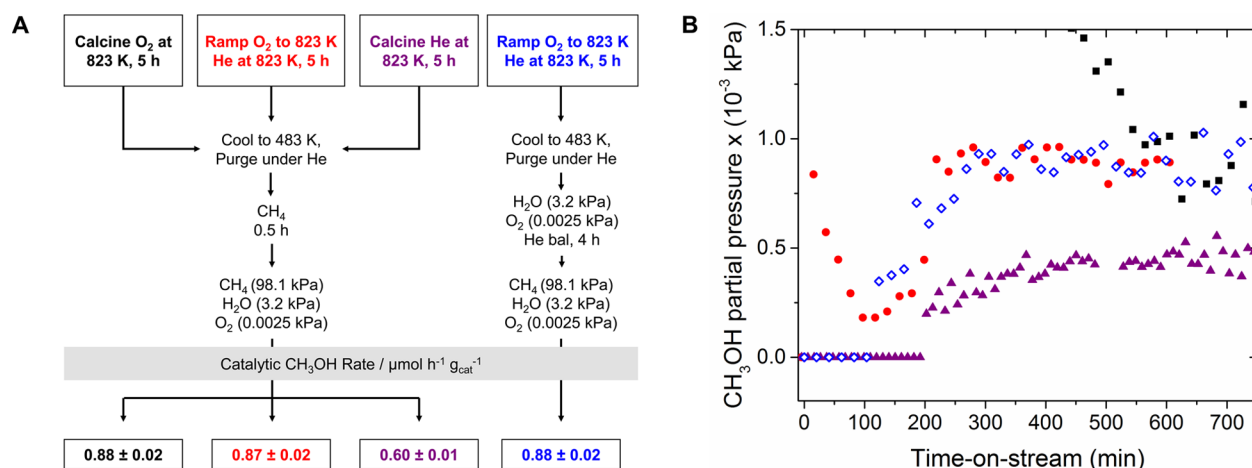 A
Calcine O₂ at
823 K, 5 h
Ramp O₂ to 823 K
He at 823 K, 5 h
Calcine He at
823 K, 5 h
Ramp O₂ to 823 K
He at 823 K, 5 h
Cool to 483 K,
Purge under He
Cool to 483 K,
Purge under He
CH₄
0.5 h
H₂O (3.2 kPa)
O₂ (0.0025 kPa)
He bal, 4 h
CH₄ (98.1 kPa)
H₂O (3.2 kPa)
O₂ (0.0025 kPa)
CH₄ (98.1 kPa)
H₂O (3.2 kPa)
O₂ (0.0025 kPa)
Catalytic CH₃OH Rate / μmol h⁻¹ g_cat⁻¹
0.88 ± 0.02
0.87 ± 0.02
0.60 ± 0.01
0.88 ± 0.02
B
CH₃OH partial pressure x (10⁻³ kPa)
1.5
1.0
0.5
0.0
0 100 200 300 400 500 600 700
Time-on-stream (min)